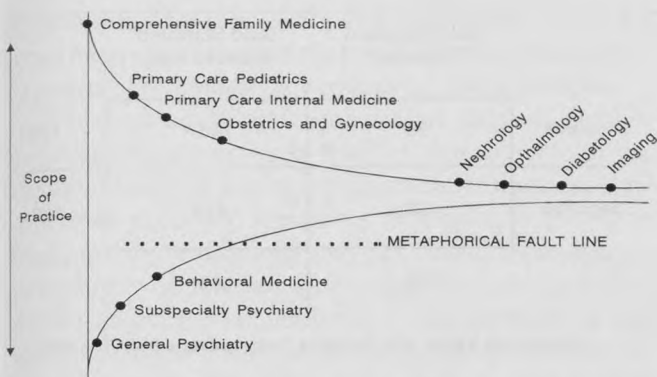 Comprehensive Family Medicine
Primary Care Pediatrics
Primary Care Internal Medicine
Obstetrics and Gynecology
Nephrology
Opthalmology
Diabetology
Imaging
Scope
of
Practice
METAPHORICAL FAULT LINE
Behavioral Medicine
Subspecialty Psychiatry
General Psychiatry